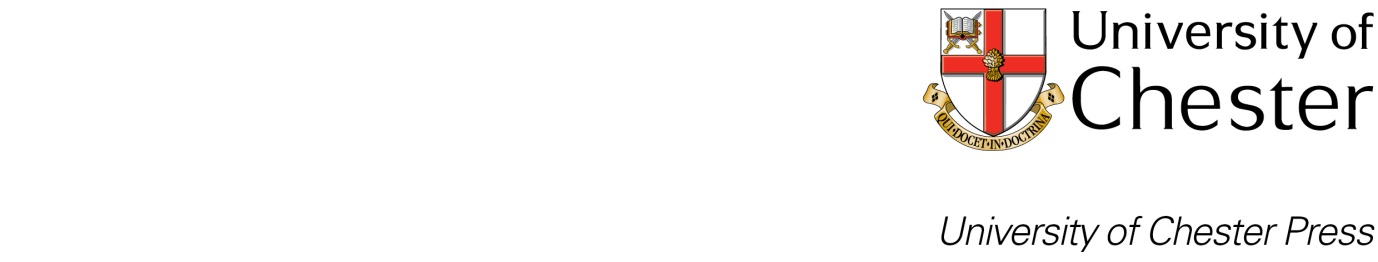 University of
Chester
QUI·DOCET·IN·DOCTRINA
University of Chester Press